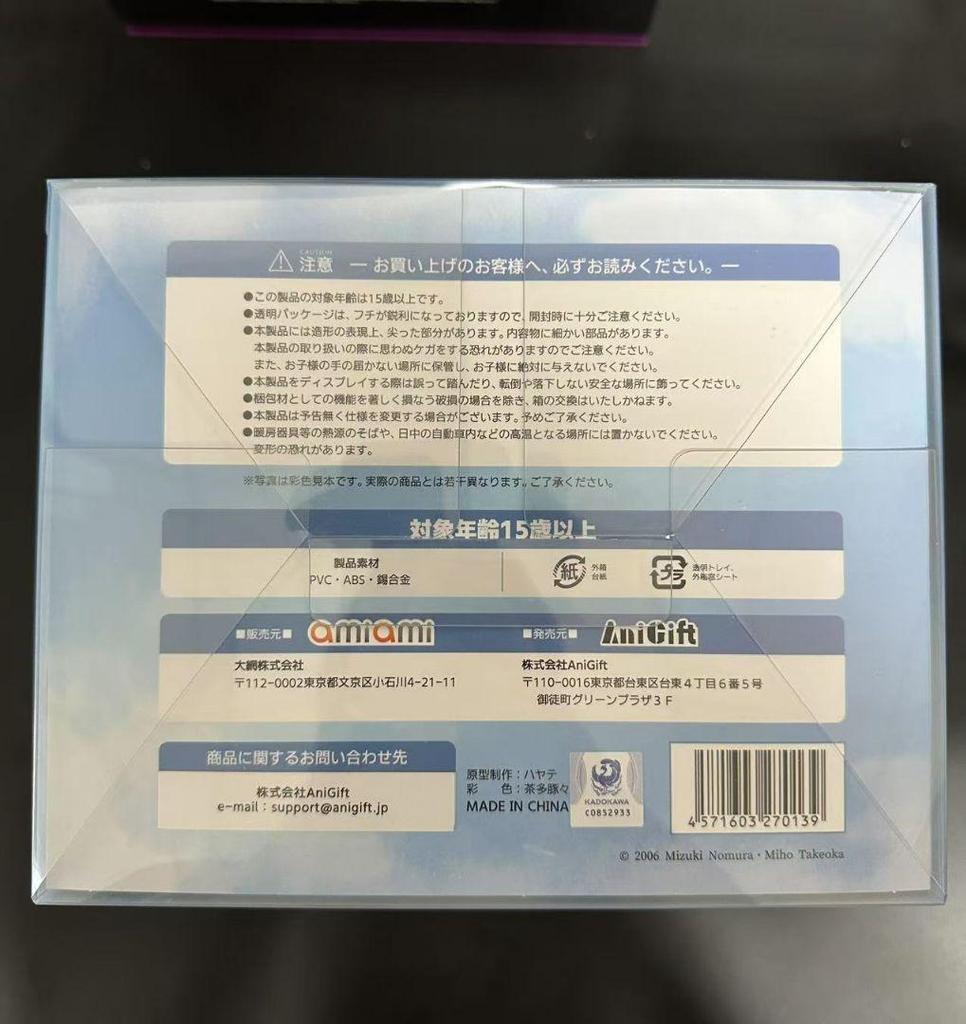 CAUTION
注意 ― お買い上げのお客様へ、必ずお読みください。―
●この製品の対象年齢は15歳以上です。
●透明パッケージは、フチが鋭利になっておりますので、開封時に十分ご注意ください。
●本製品には造形の表現上、尖った部分があります。内容物に細かい部品があります。
本製品の取り扱いの際に思わぬケガをする恐れがありますのでご注意ください。
また、お子様の手の届かない場所に保管し、お子様に絶対に与えないでください。
●本製品をディスプレイする際は誤って踏んだり、転倒や落下しない安全な場所に飾ってください。
●梱包材としての機能を著しく損なう破損の場合を除き、箱の交換はいたしかねます。
●本製品は予告無く仕様を変更する場合がございます。予めご了承ください。
●暖房器具等の熱源のそばや、日中の自動車内などの高温となる場所には置かないでください。
変形の恐れがあります。
※写真は彩色見本です。実際の商品とは若干異なります。ご了承ください。
対象年齢15歳以上
製品素材
PVC・ABS・錫合金
紙 外箱
台紙
プラ 透明トレイ、
外箱窓シート
■販売元■ amiami
大網株式会社
〒112-0002東京都文京区小石川4-21-11
■発売元■ AniGift
株式会社AniGift
〒110-0016東京都台東区台東4丁目6番5号
御徒町グリーンプラザ3F
商品に関するお問い合わせ先
株式会社AniGift
e-mail：support@anigift.jp
原型制作：ハヤテ
彩　色：茶多豚々
MADE IN CHINA
KADOKAWA
C0852933
4571603270139
© 2006 Mizuki Nomura・Miho Takeoka